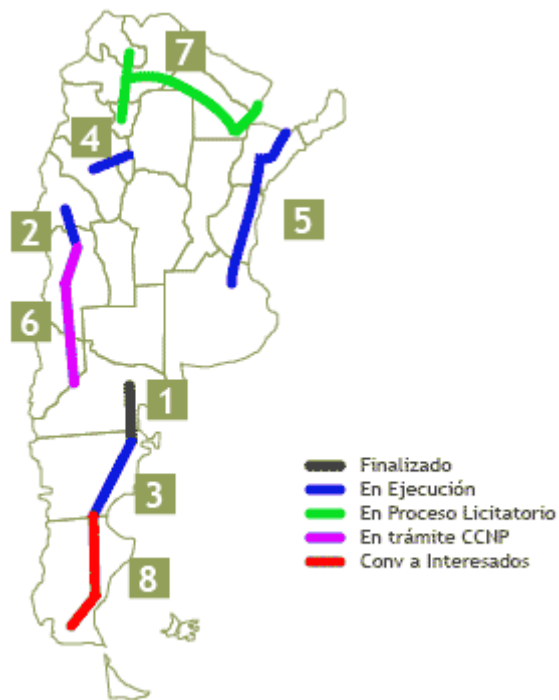 7
4
5
2
6
1
3
8
Finalizado
En Ejecución
En Proceso Licitatorio
En trámite CCNP
Conv a Interesados